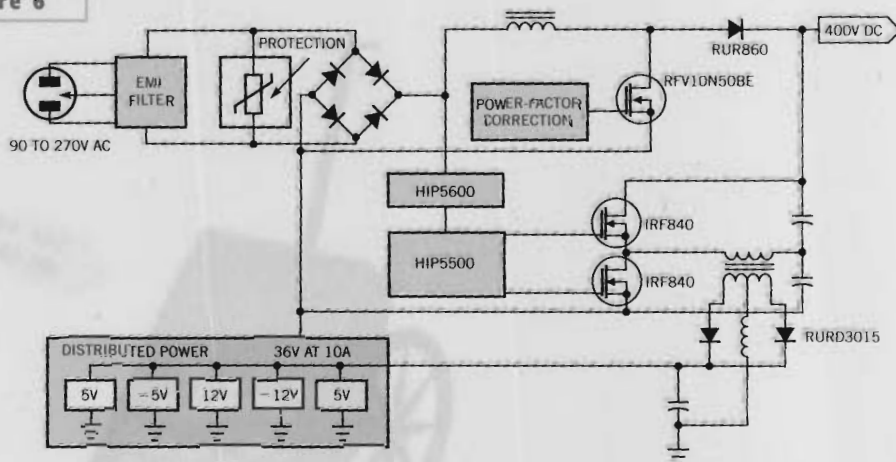 re 6
PROTECTION
EMI
FILTER
90 TO 270V AC
RUR860
400V DC
RFV10N50BE
POWER-FACTOR
CORRECTION
HIP5600
IRF840
HIP5500
IRF840
RURD3015
DISTRIBUTED POWER 36V AT 10A
5V
-5V
12V
-12V
5V